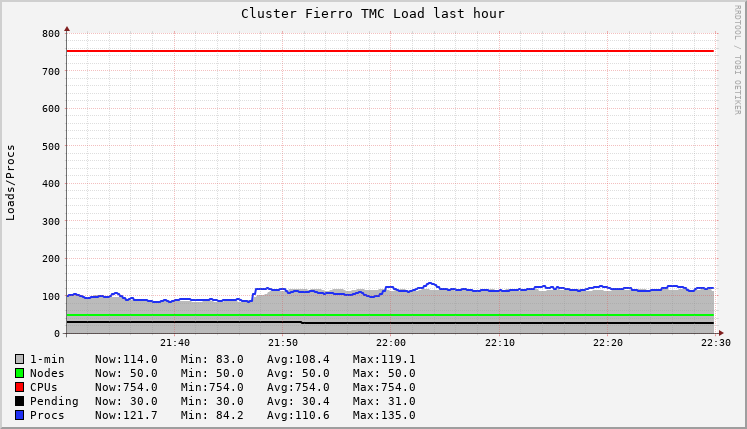 Cluster Fierro TMC Load last hour
RRDTOOL / TOBI OETIKER
Loads/Procs
800
700
600
500
400
300
200
100
0
21:40 21:50 22:00 22:10 22:20 22:30
1-min Now:114.0 Min: 83.0 Avg:108.4 Max:119.1
Nodes Now: 50.0 Min: 50.0 Avg: 50.0 Max: 50.0
CPUs Now:754.0 Min:754.0 Avg:754.0 Max:754.0
Pending Now: 30.0 Min: 30.0 Avg: 30.4 Max: 31.0
Procs Now:121.7 Min: 84.2 Avg:110.6 Max:135.0